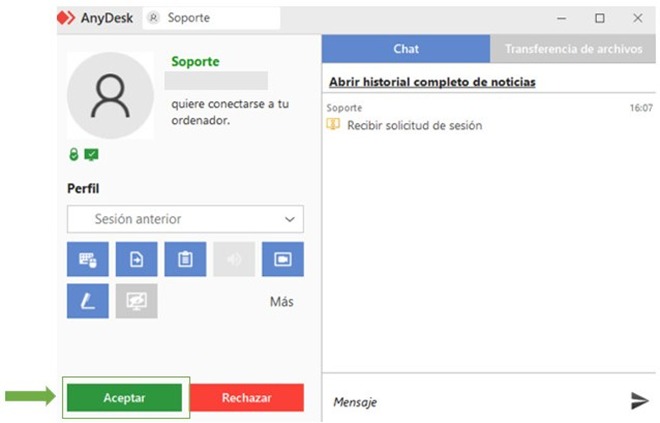 AnyDesk
Soporte
Soporte
quiere conectarse a tu
ordenador.
Perfil
Sesión anterior
Más
Aceptar
Rechazar
Chat
Transferencia de archivos
Abrir historial completo de noticias
Soporte
16:07
Recibir solicitud de sesión
Mensaje